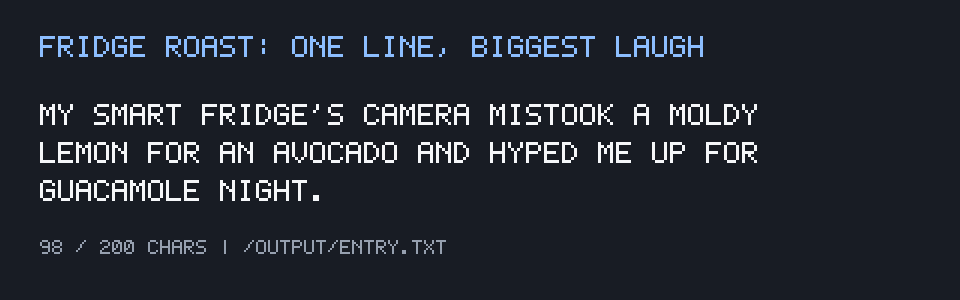 FRIDGE ROAST: ONE LINE, BIGGEST LAUGH
MY SMART FRIDGE'S CAMERA MISTOOK A MOLDY
LEMON FOR AN AVOCADO AND HYPED ME UP FOR
GUACAMOLE NIGHT.
98 / 200 CHARS | /OUTPUT/ENTRY.TXT